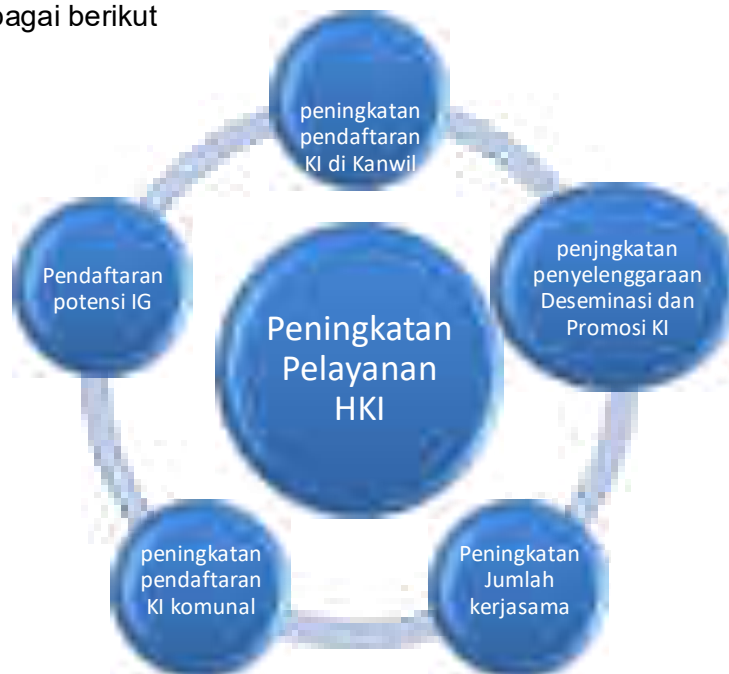 bagai berikut
peningkatan
pendaftaran
KI di Kanwil
penjngkatan
penyelenggaraan
Deseminasi dan
Promosi KI
Peningkatan
Jumlah
kerjasama
peningkatan
pendaftaran
KI komunal
Pendaftaran
potensi IG
Peningkatan
Pelayanan
HKI